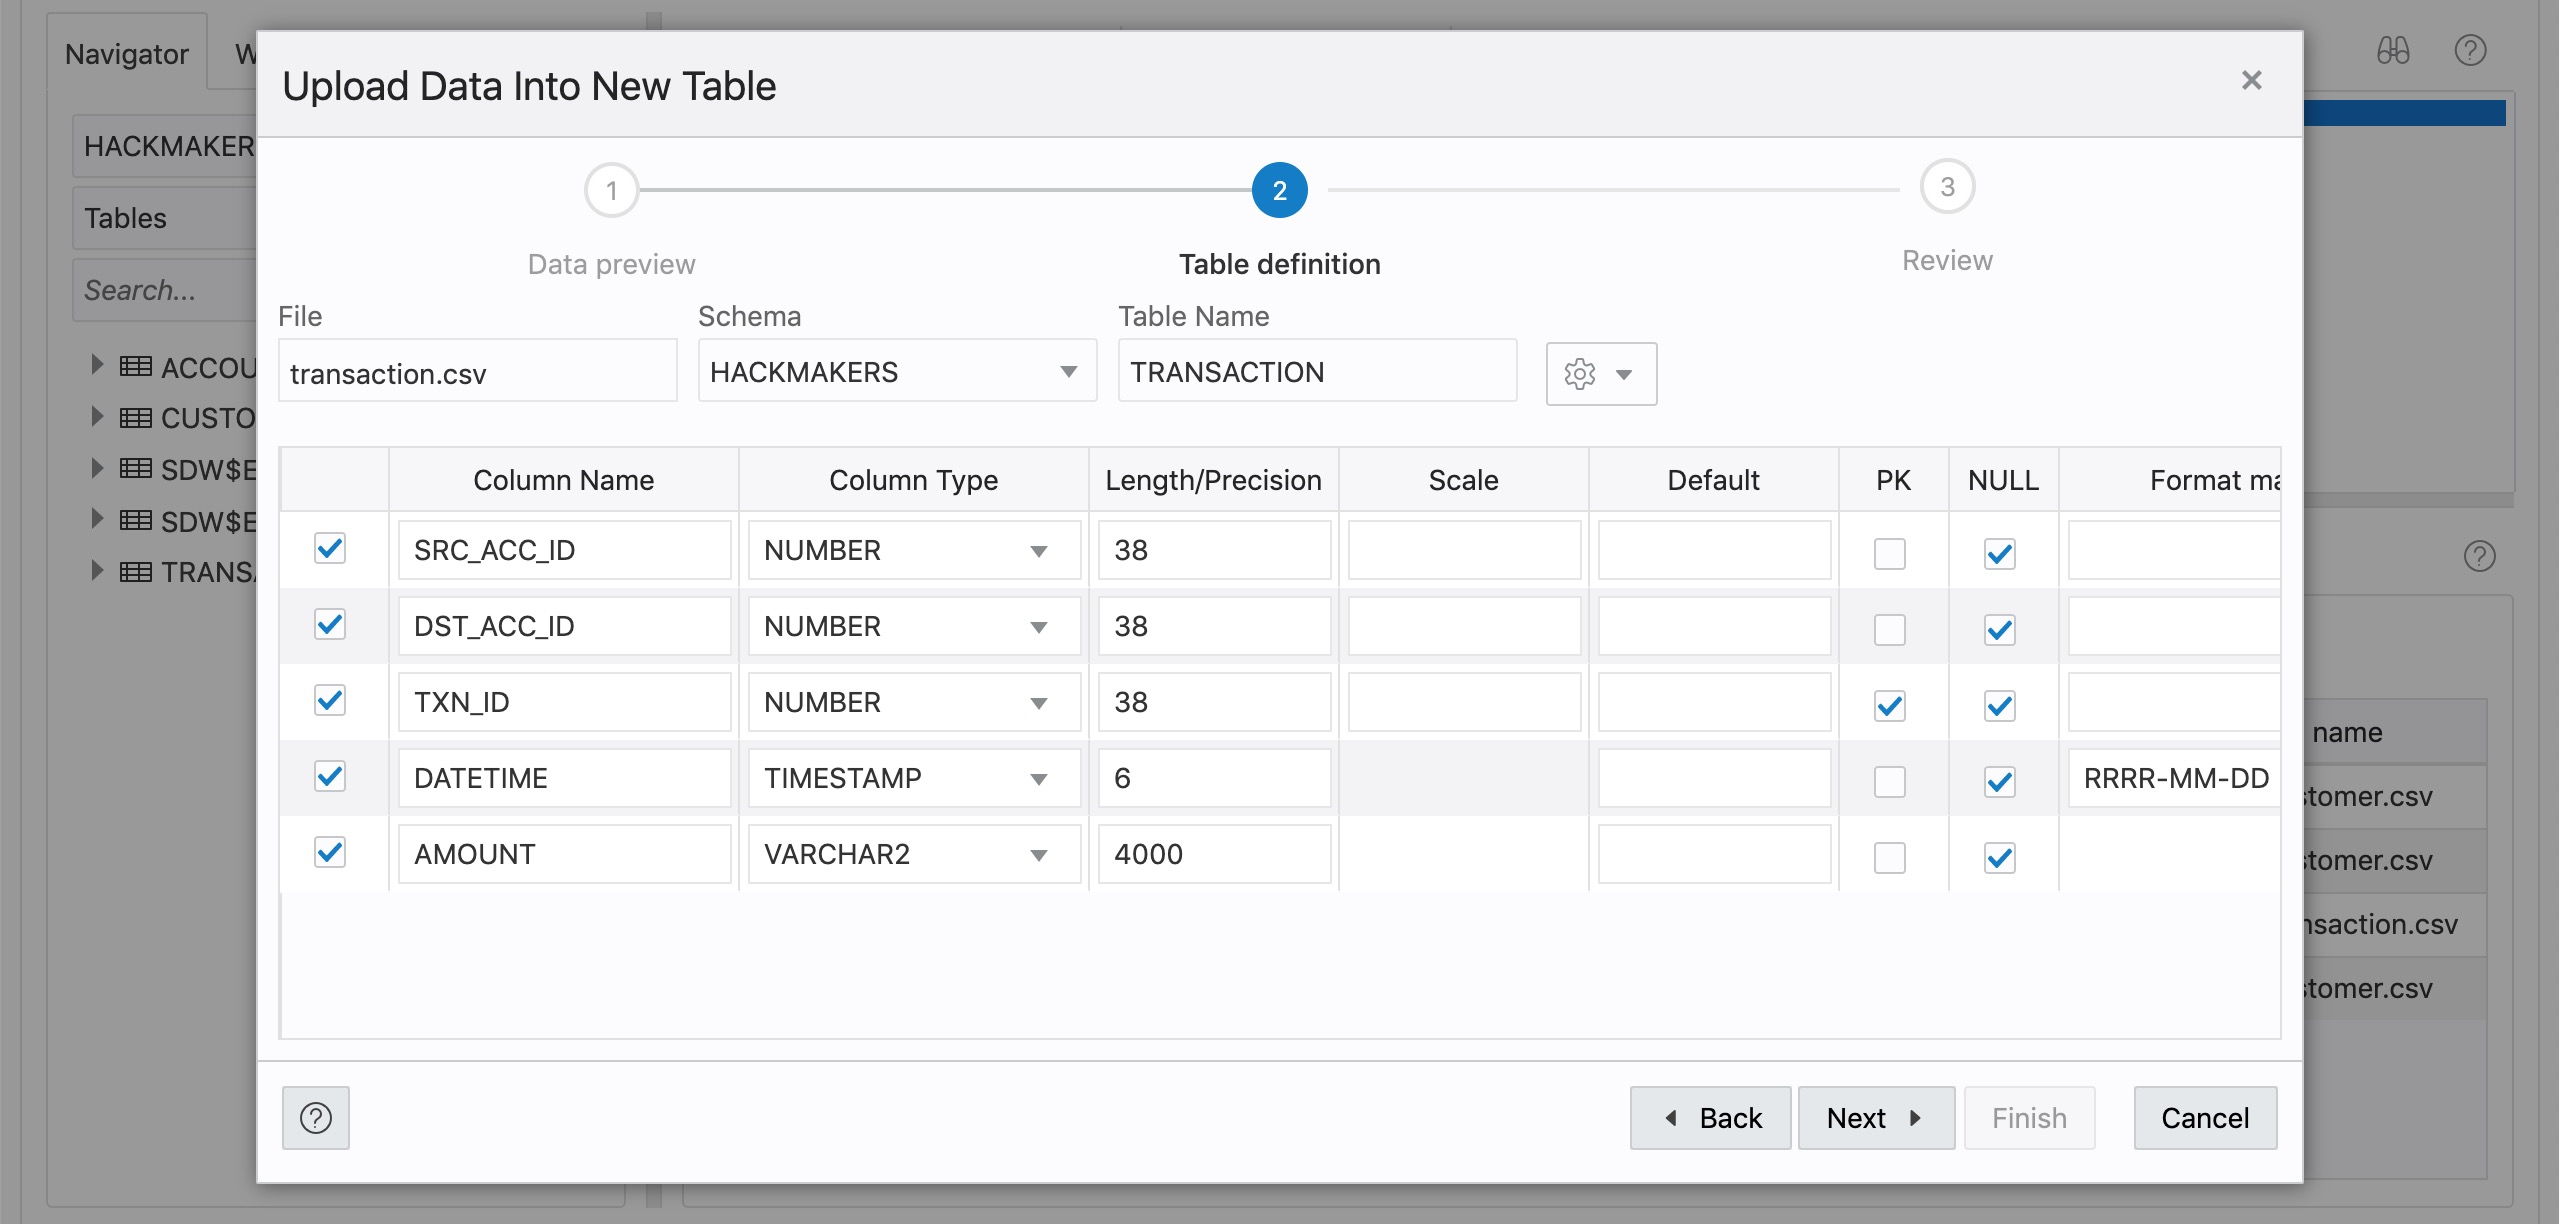 Navigator
Upload Data Into New Table
HACKMAKER
Tables
Search...
1
2
3
Data preview
Table definition
Review
File
Schema
Table Name
transaction.csv
HACKMAKERS
TRANSACTION
ACCOU
CUSTO
SDW$E
SDW$E
TRANSA
Column Name
Column Type
Length/Precision
Scale
Default
PK
NULL
Format ma
SRC_ACC_ID
NUMBER
38
DST_ACC_ID
NUMBER
38
TXN_ID
NUMBER
38
DATETIME
TIMESTAMP
6
RRRR-MM-DD
AMOUNT
VARCHAR2
4000
name
stomer.csv
stomer.csv
nsaction.csv
stomer.csv
Back
Next
Finish
Cancel